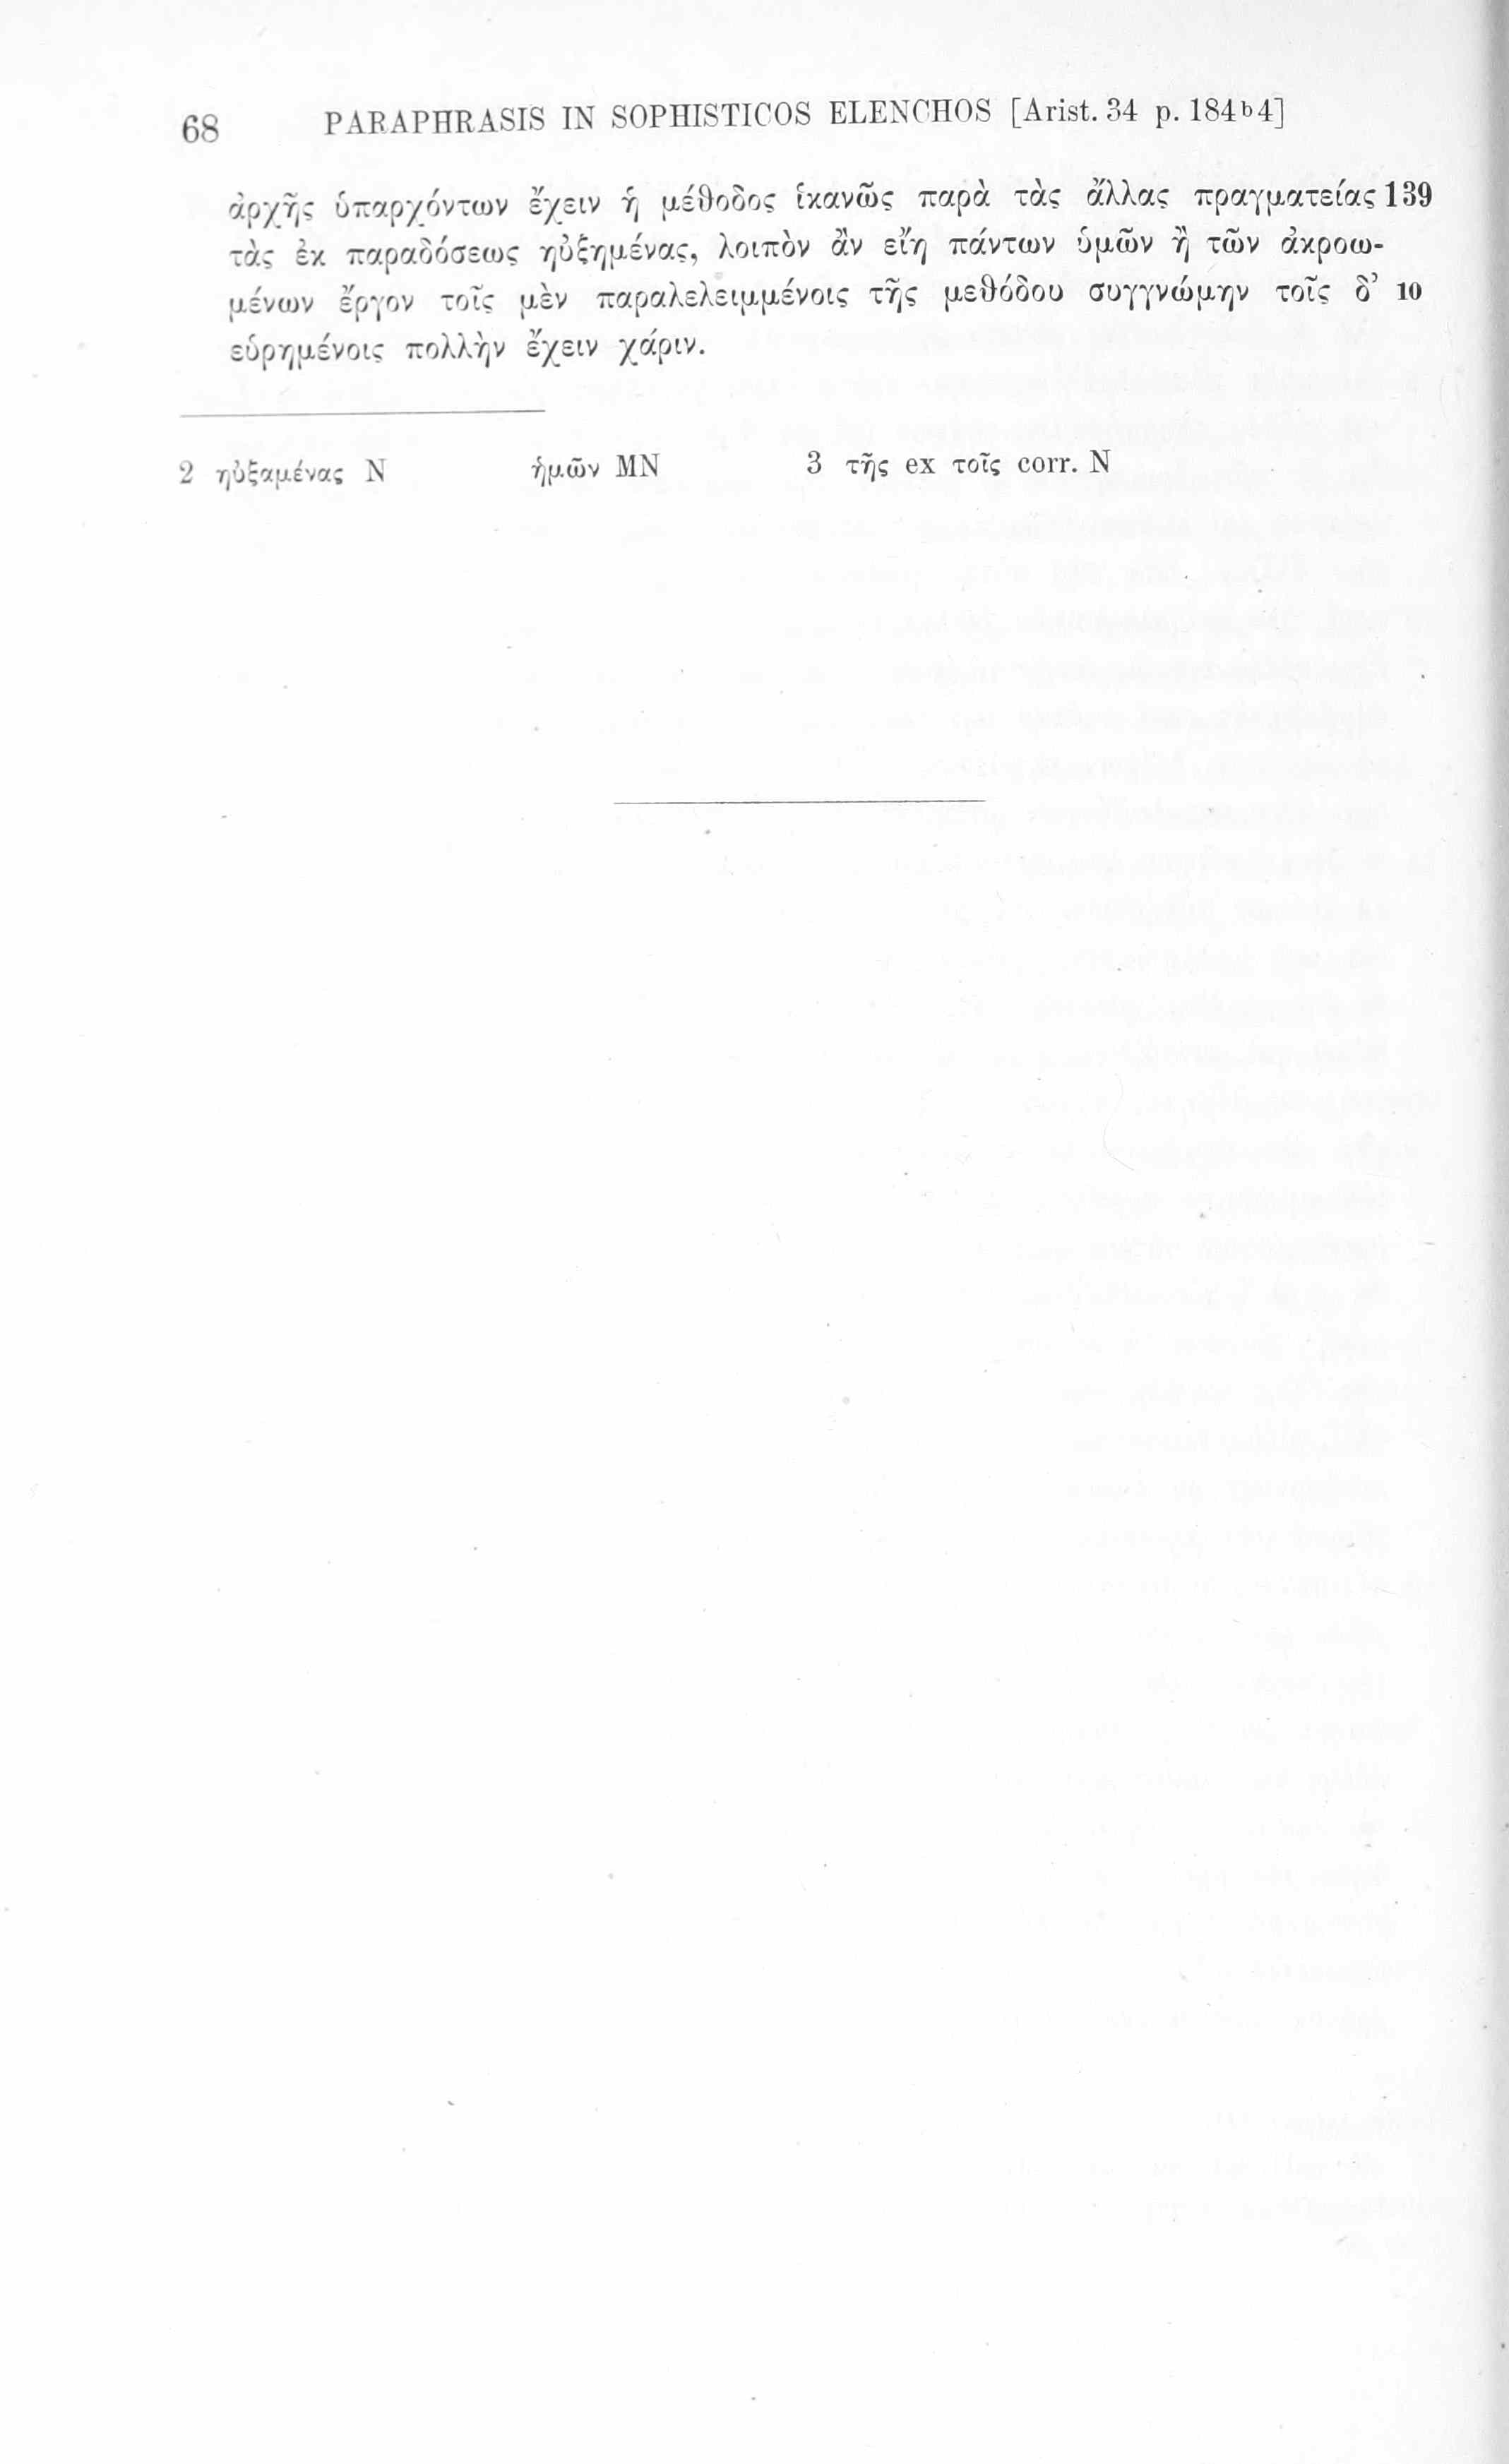 68 PARAPHRASIS IN SOPHISTICOS ELENCHOS [Arist. 34 p. 184b4]
ἀρχῆς ὑπαρχόντων ἔχειν ἡ μέθοδος ἱκανῶς παρὰ τὰς ἄλλας πραγματείας 139
τὰς ἐκ παραδόσεως ηὐξημένας, λοιπὸν ἂν εἴη πάντων ὑμῶν ἢ τῶν ἀκροω-
μένων ἔργον τοῖς μὲν παραλελειμμένοις τῆς μεθόδου συγγνώμην τοῖς δ’ 10
εὑρημένοις πολλὴν ἔχειν χάριν.
2 ηὐξαμένας N ἡμῶν MN 3 τῆς ex τοῖς corr. N